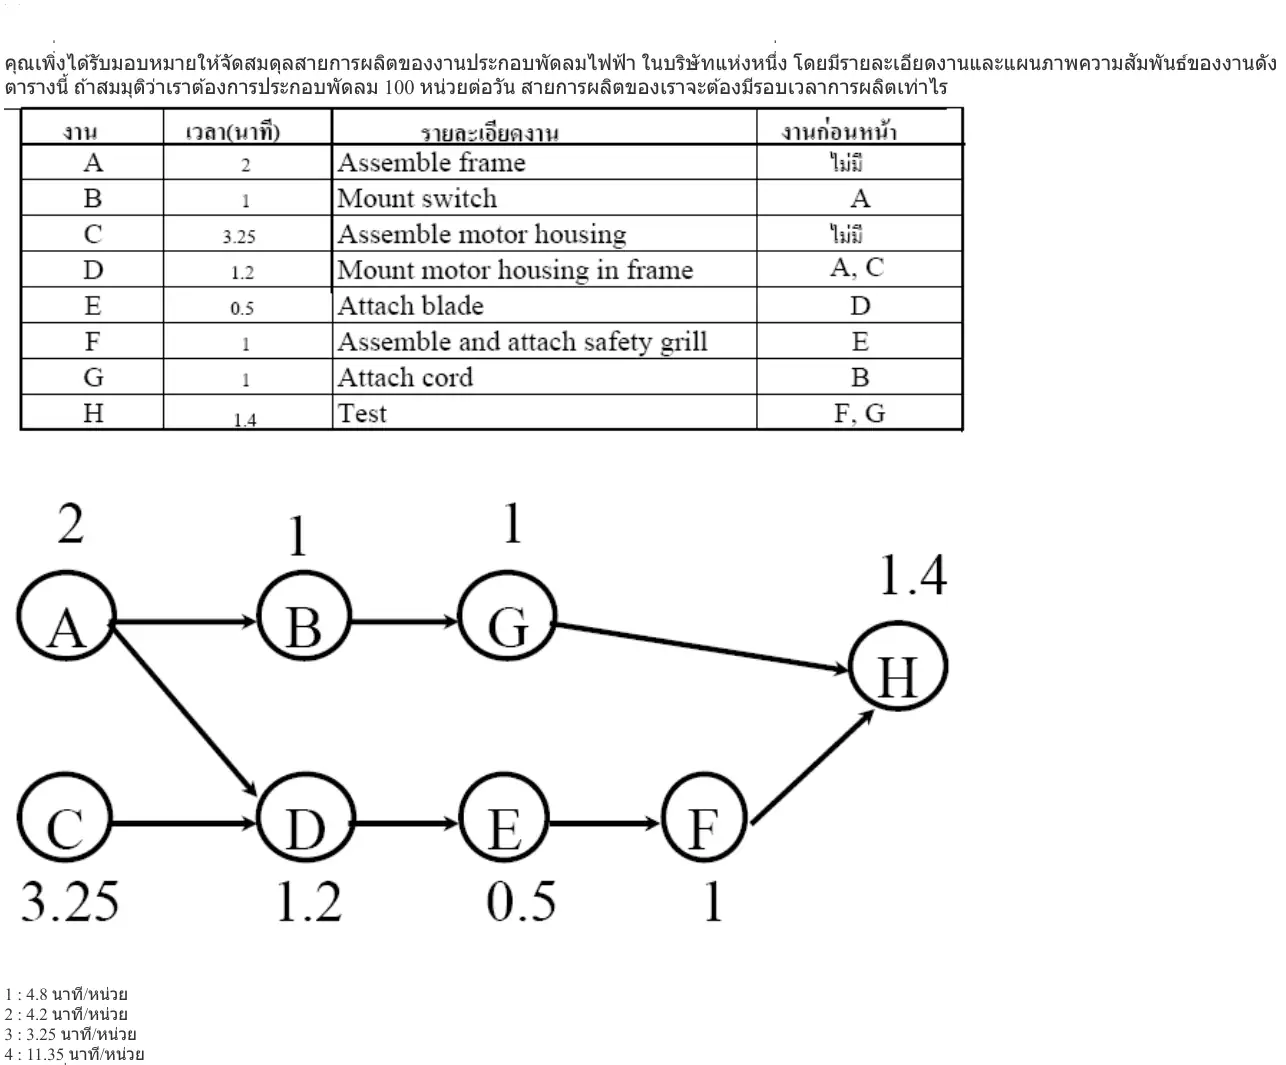 คุณเพิ่งได้รับมอบหมายให้จัดสมดุลสายการผลิตของงานประกอบพัดลมไฟฟ้า ในบริษัทแห่งหนึ่ง โดยมีรายละเอียดงานและแผนภาพความสัมพันธ์ของงานดัง
ตารางนี้ ถ้าสมมุติว่าเราต้องการประกอบพัดลม 100 หน่วยต่อวัน สายการผลิตของเราจะต้องมีรอบเวลาการผลิตเท่าไร
งาน เวลา(นาที) รายละเอียดงาน งานก่อนหน้า
A 2 Assemble frame ไม่มี
B 1 Mount switch A
C 3.25 Assemble motor housing ไม่มี
D 1.2 Mount motor housing in frame A, C
E 0.5 Attach blade D
F 1 Assemble and attach safety grill E
G 1 Attach cord B
H 1.4 Test F, G
2 1 1
1.4
A B G
H
C D E F
3.25 1.2 0.5 1
1 : 4.8 นาที/หน่วย
2 : 4.2 นาที/หน่วย
3 : 3.25 นาที/หน่วย
4 : 11.35 นาที/หน่วย